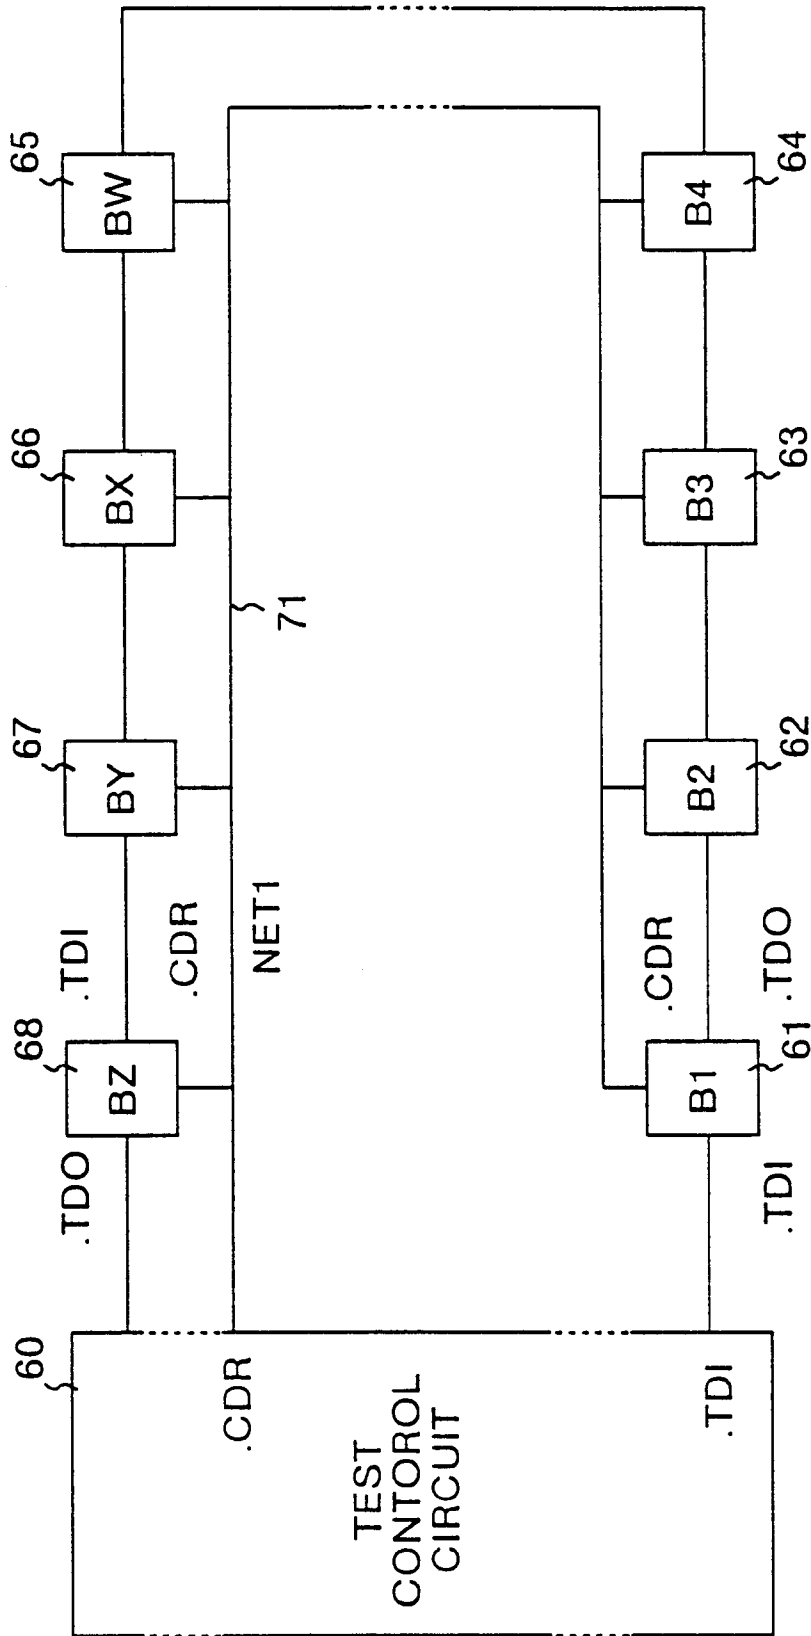 65
BW
66
BX
67
BY
68
BZ
.TDI
.TDO
.CDR
NET1
71
60
.CDR
TEST
CONTOROL
CIRCUIT
.TDI
.CDR
B1
61
.TDI
.TDO
B2
62
B3
63
B4
64